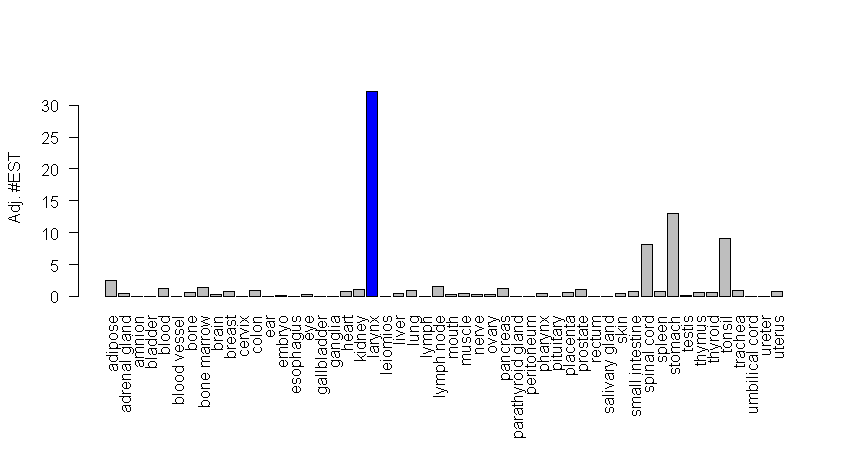 Adj. #EST
30
25
20
15
10
5
0
adipose
adrenal gland
amnion
bladder
blood
blood vessel
bone
bone marrow
brain
breast
cervix
colon
ear
embryo
esophagus
eye
gallbladder
ganglia
heart
kidney
larynx
leiomios
liver
lung
lymph
lymph node
mouth
muscle
nerve
ovary
pancreas
parathyroid gland
peritoneum
pharynx
pituitary
placenta
prostate
rectum
salivary gland
skin
small intestine
spinal cord
spleen
stomach
testis
thymus
thyroid
tonsil
trachea
umbilical cord
ureter
uterus